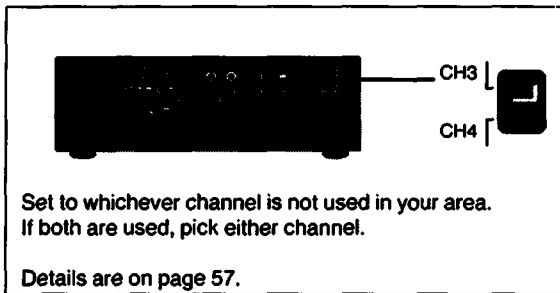 CH3
CH4
Set to whichever channel is not used in your area.
If both are used, pick either channel.
Details are on page 57.